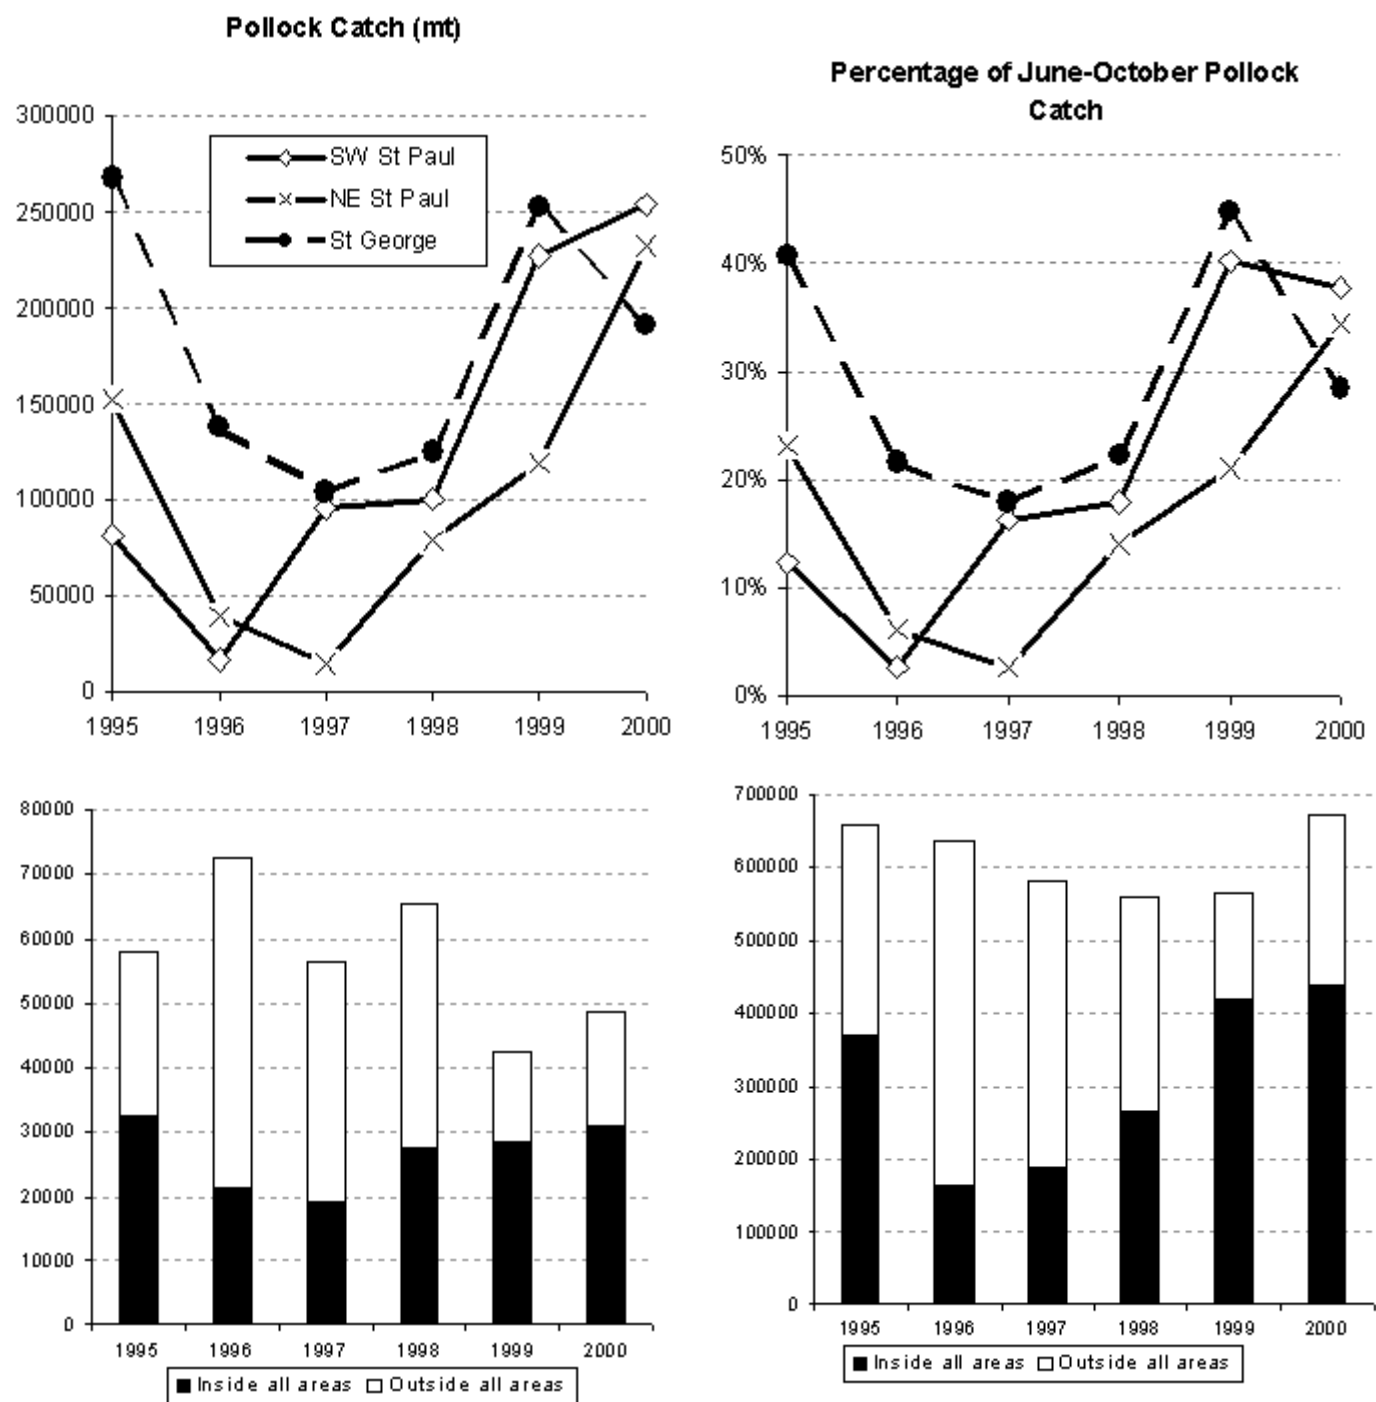 Pollock Catch (mt)
300000
250000
200000
150000
100000
50000
0
SW St Paul
NE St Paul
St George
1995 1996 1997 1998 1999 2000
Percentage of June-October Pollock
Catch
50%
40%
30%
20%
10%
0%
1995 1996 1997 1998 1999 2000
80000
70000
60000
50000
40000
30000
20000
10000
0
1995 1996 1997 1998 1999 2000
Inside all areas Outside all areas
700000
600000
500000
400000
300000
200000
100000
0
1995 1996 1997 1998 1999 2000
Inside all areas Outside all areas